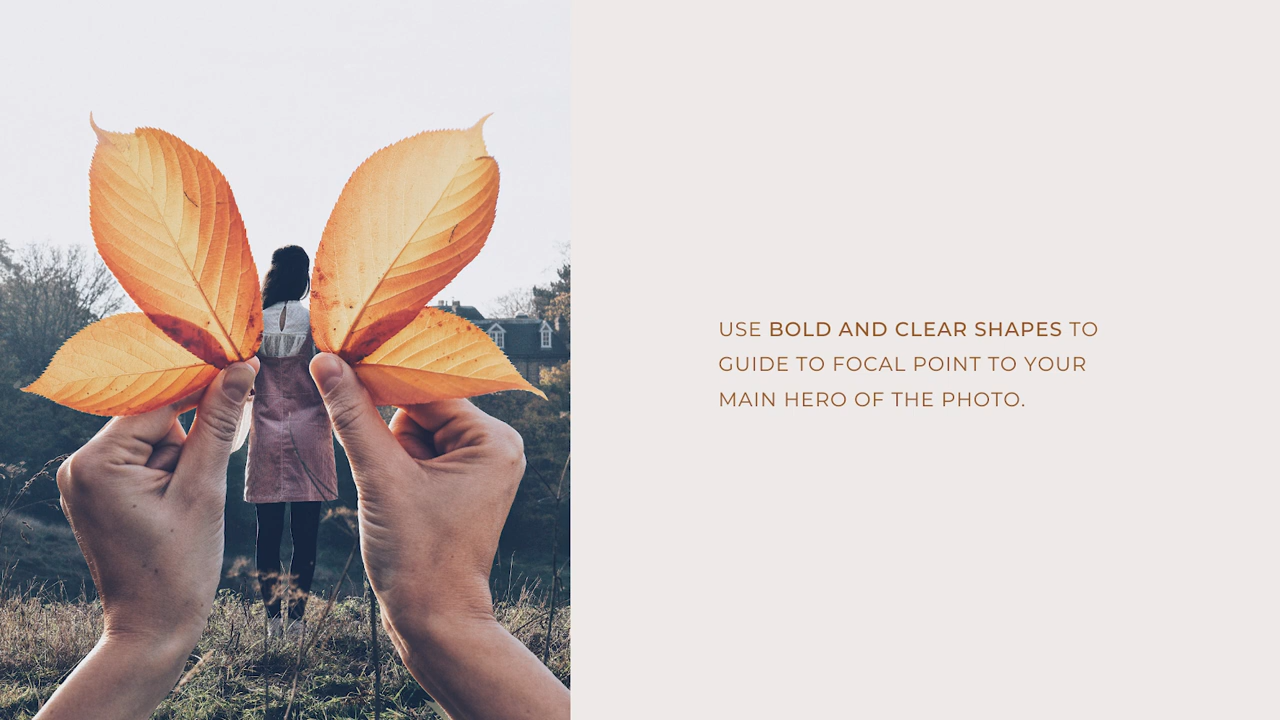 USE BOLD AND CLEAR SHAPES TO
GUIDE TO FOCAL POINT TO YOUR
MAIN HERO OF THE PHOTO.